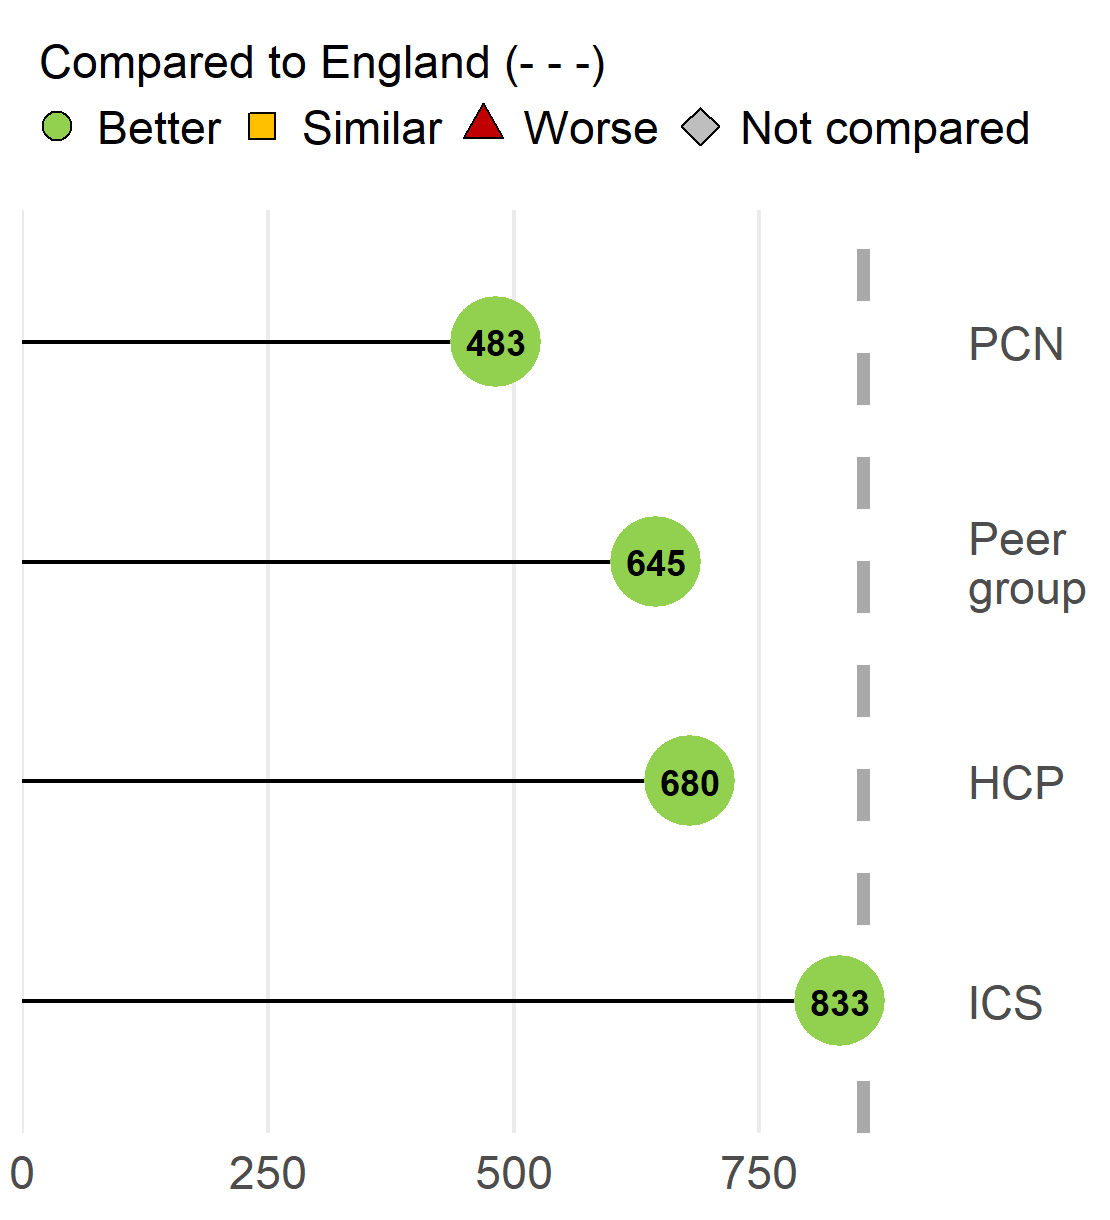 Compared to England (- - -)
Better Similar Worse Not compared
483 PCN
645 Peer group
680 HCP
833 ICS
0 250 500 750